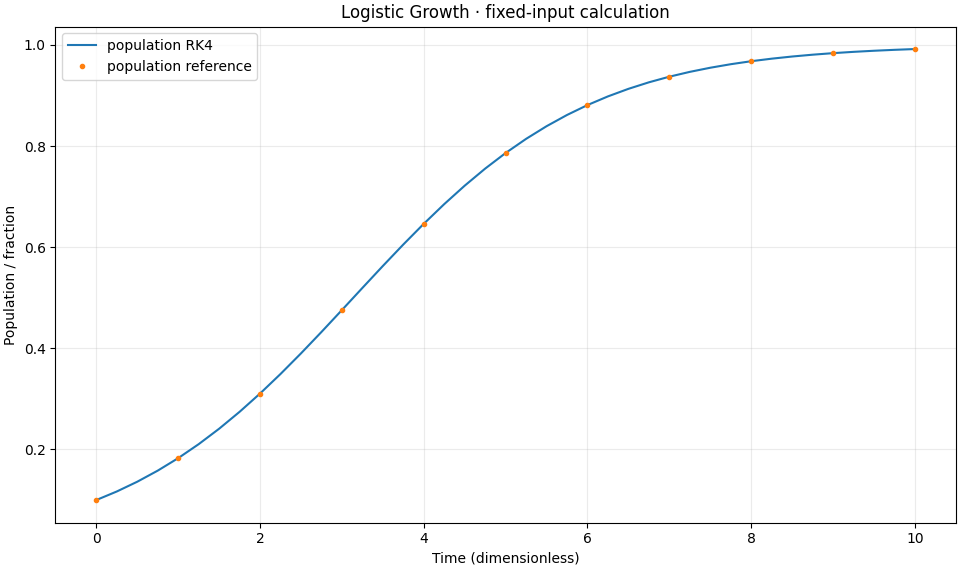 Logistic Growth · fixed-input calculation
population RK4
population reference
Population / fraction
1.0
0.8
0.6
0.4
0.2
0 2 4 6 8 10
Time (dimensionless)